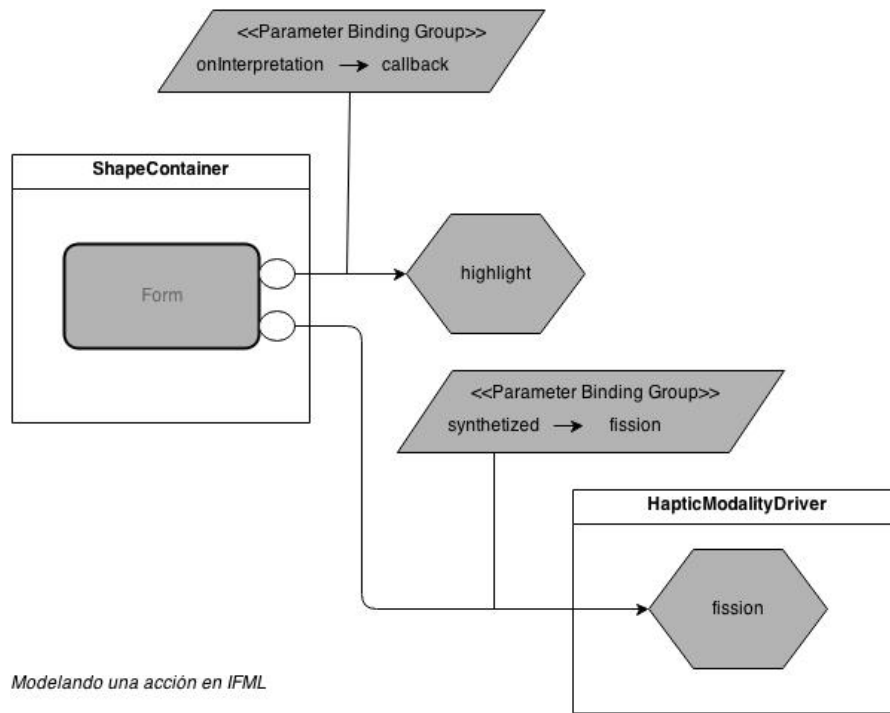 <<Parameter Binding Group>>
onInterpretation → callback
ShapeContainer
Form
highlight
<<Parameter Binding Group>>
synthetized → fission
HapticModalityDriver
fission
Modelando una acción en IFML